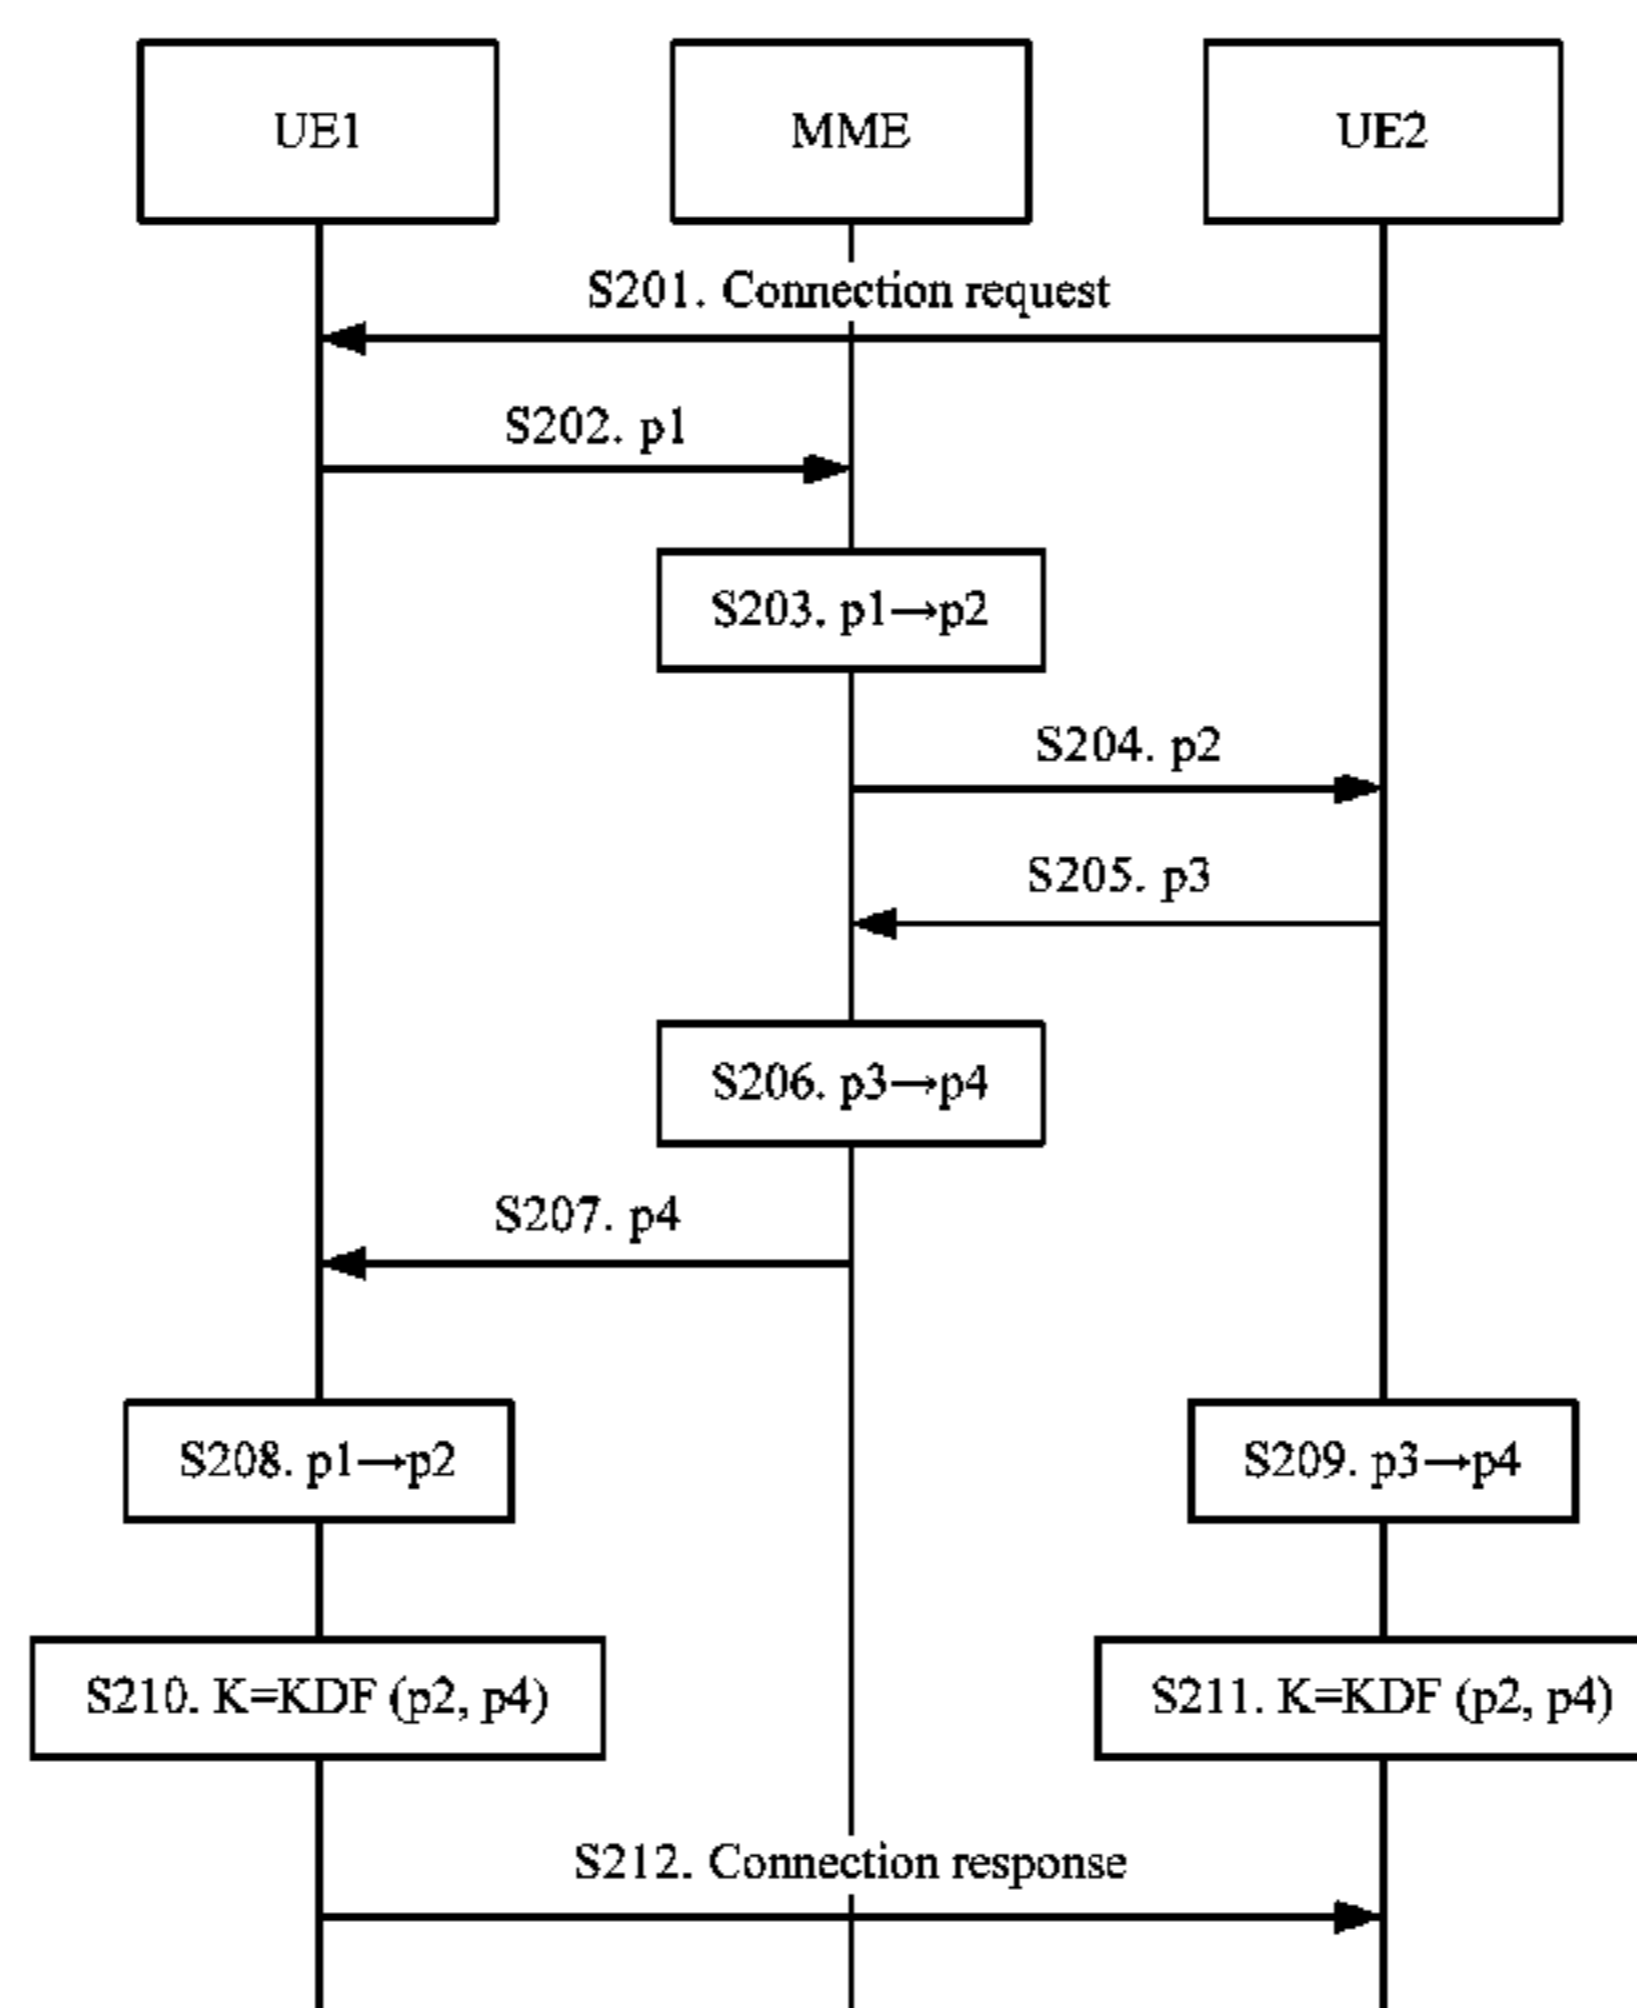 UE1
MME
UE2
S201. Connection request
S202. p1
S203. p1→p2
S204. p2
S205. p3
S206. p3→p4
S207. p4
S208. p1→p2
S209. p3→p4
S210. K=KDF (p2, p4)
S211. K=KDF (p2, p4)
S212. Connection response